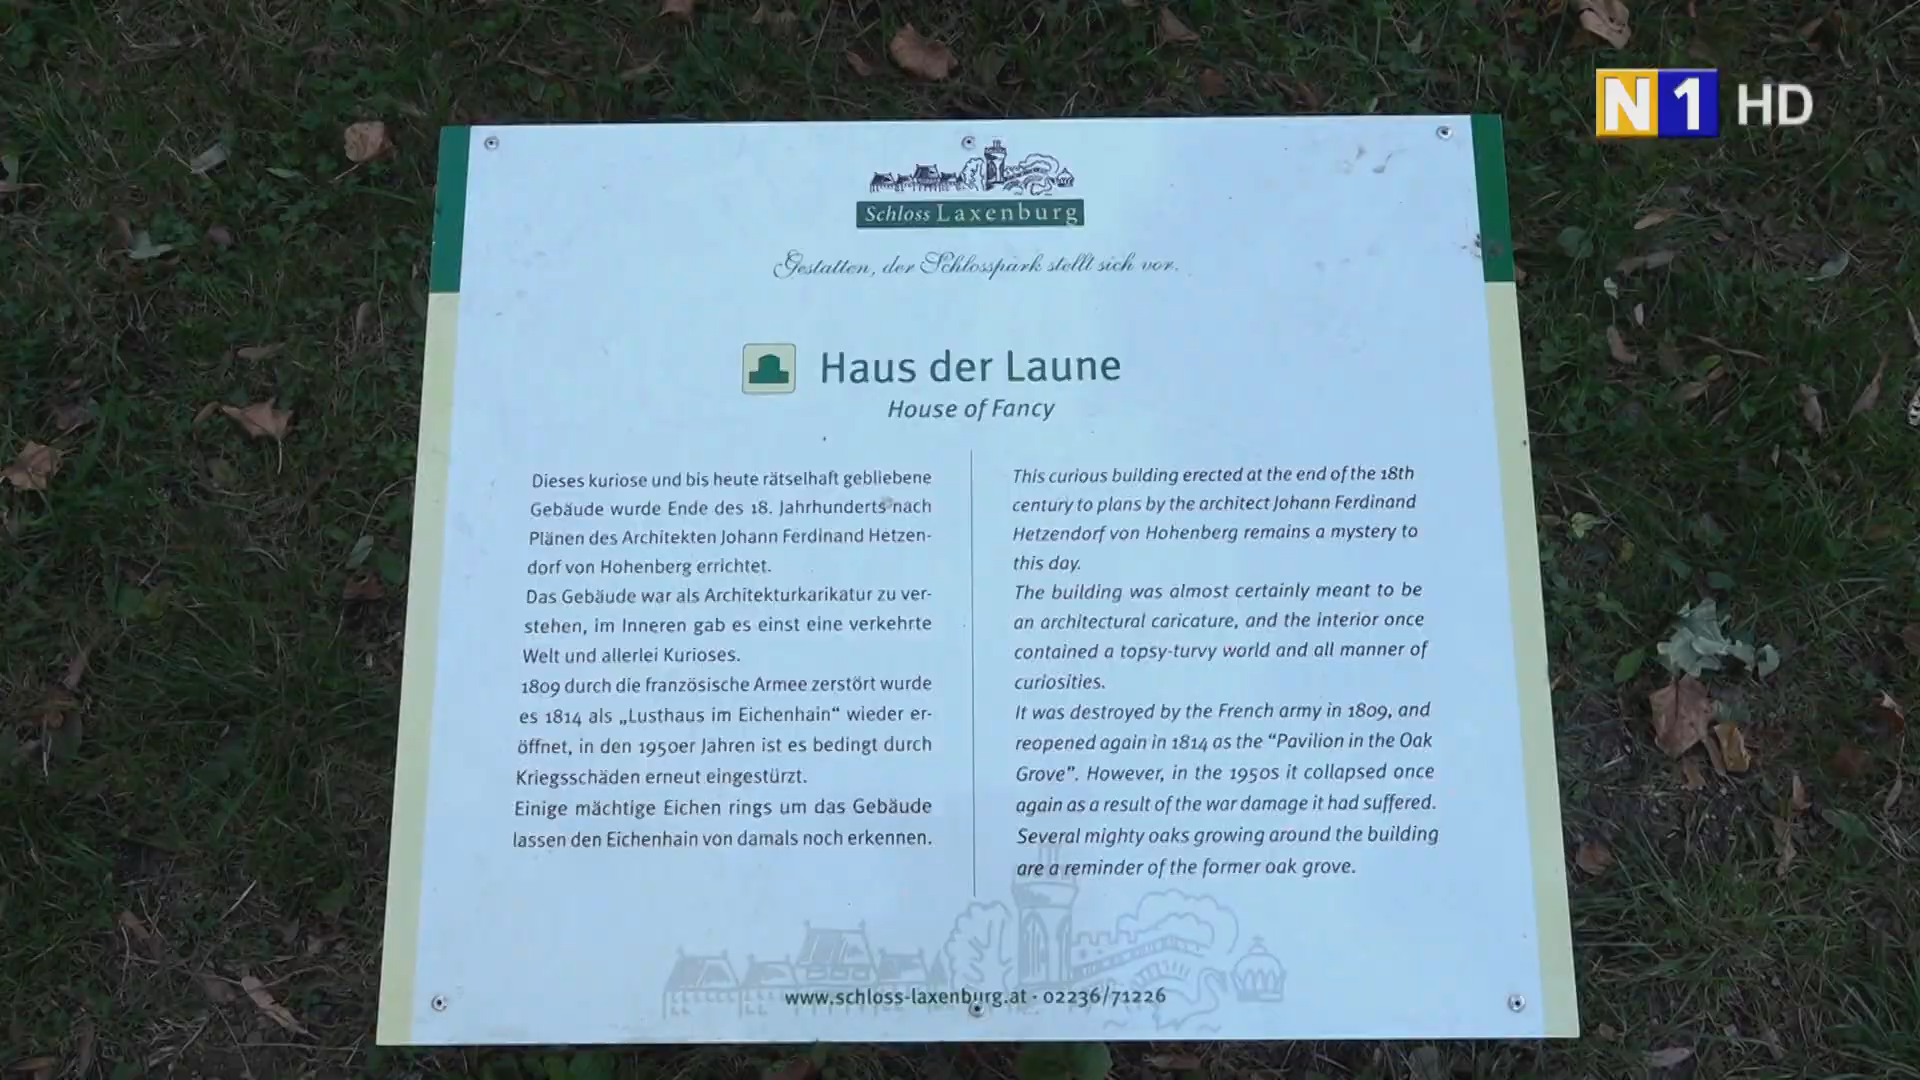 N1 HD
Schloss Laxenburg
Gestatten, der Schlosspark stellt sich vor.
Haus der Laune
House of Fancy
Dieses kuriose und bis heute rätselhaft gebliebene
Gebäude wurde Ende des 18. Jahrhunderts nach
Plänen des Architekten Johann Ferdinand Hetzen-
dorf von Hohenberg errichtet.
Das Gebäude war als Architekturkarikatur zu ver-
stehen, im Inneren gab es einst eine verkehrte
Welt und allerlei Kurioses.
1809 durch die französische Armee zerstört wurde
es 1814 als „Lusthaus im Eichenhain“ wieder er-
öffnet, in den 1950er Jahren ist es bedingt durch
Kriegsschäden erneut eingestürzt.
Einige mächtige Eichen rings um das Gebäude
lassen den Eichenhain von damals noch erkennen.
This curious building erected at the end of the 18th
century to plans by the architect Johann Ferdinand
Hetzendorf von Hohenberg remains a mystery to
this day.
The building was almost certainly meant to be
an architectural caricature, and the interior once
contained a topsy-turvy world and all manner of
curiosities.
It was destroyed by the French army in 1809, and
reopened again in 1814 as the “Pavilion in the Oak
Grove”. However, in the 1950s it collapsed once
again as a result of the war damage it had suffered.
Several mighty oaks growing around the building
are a reminder of the former oak grove.
www.schloss-laxenburg.at · 02236/71226